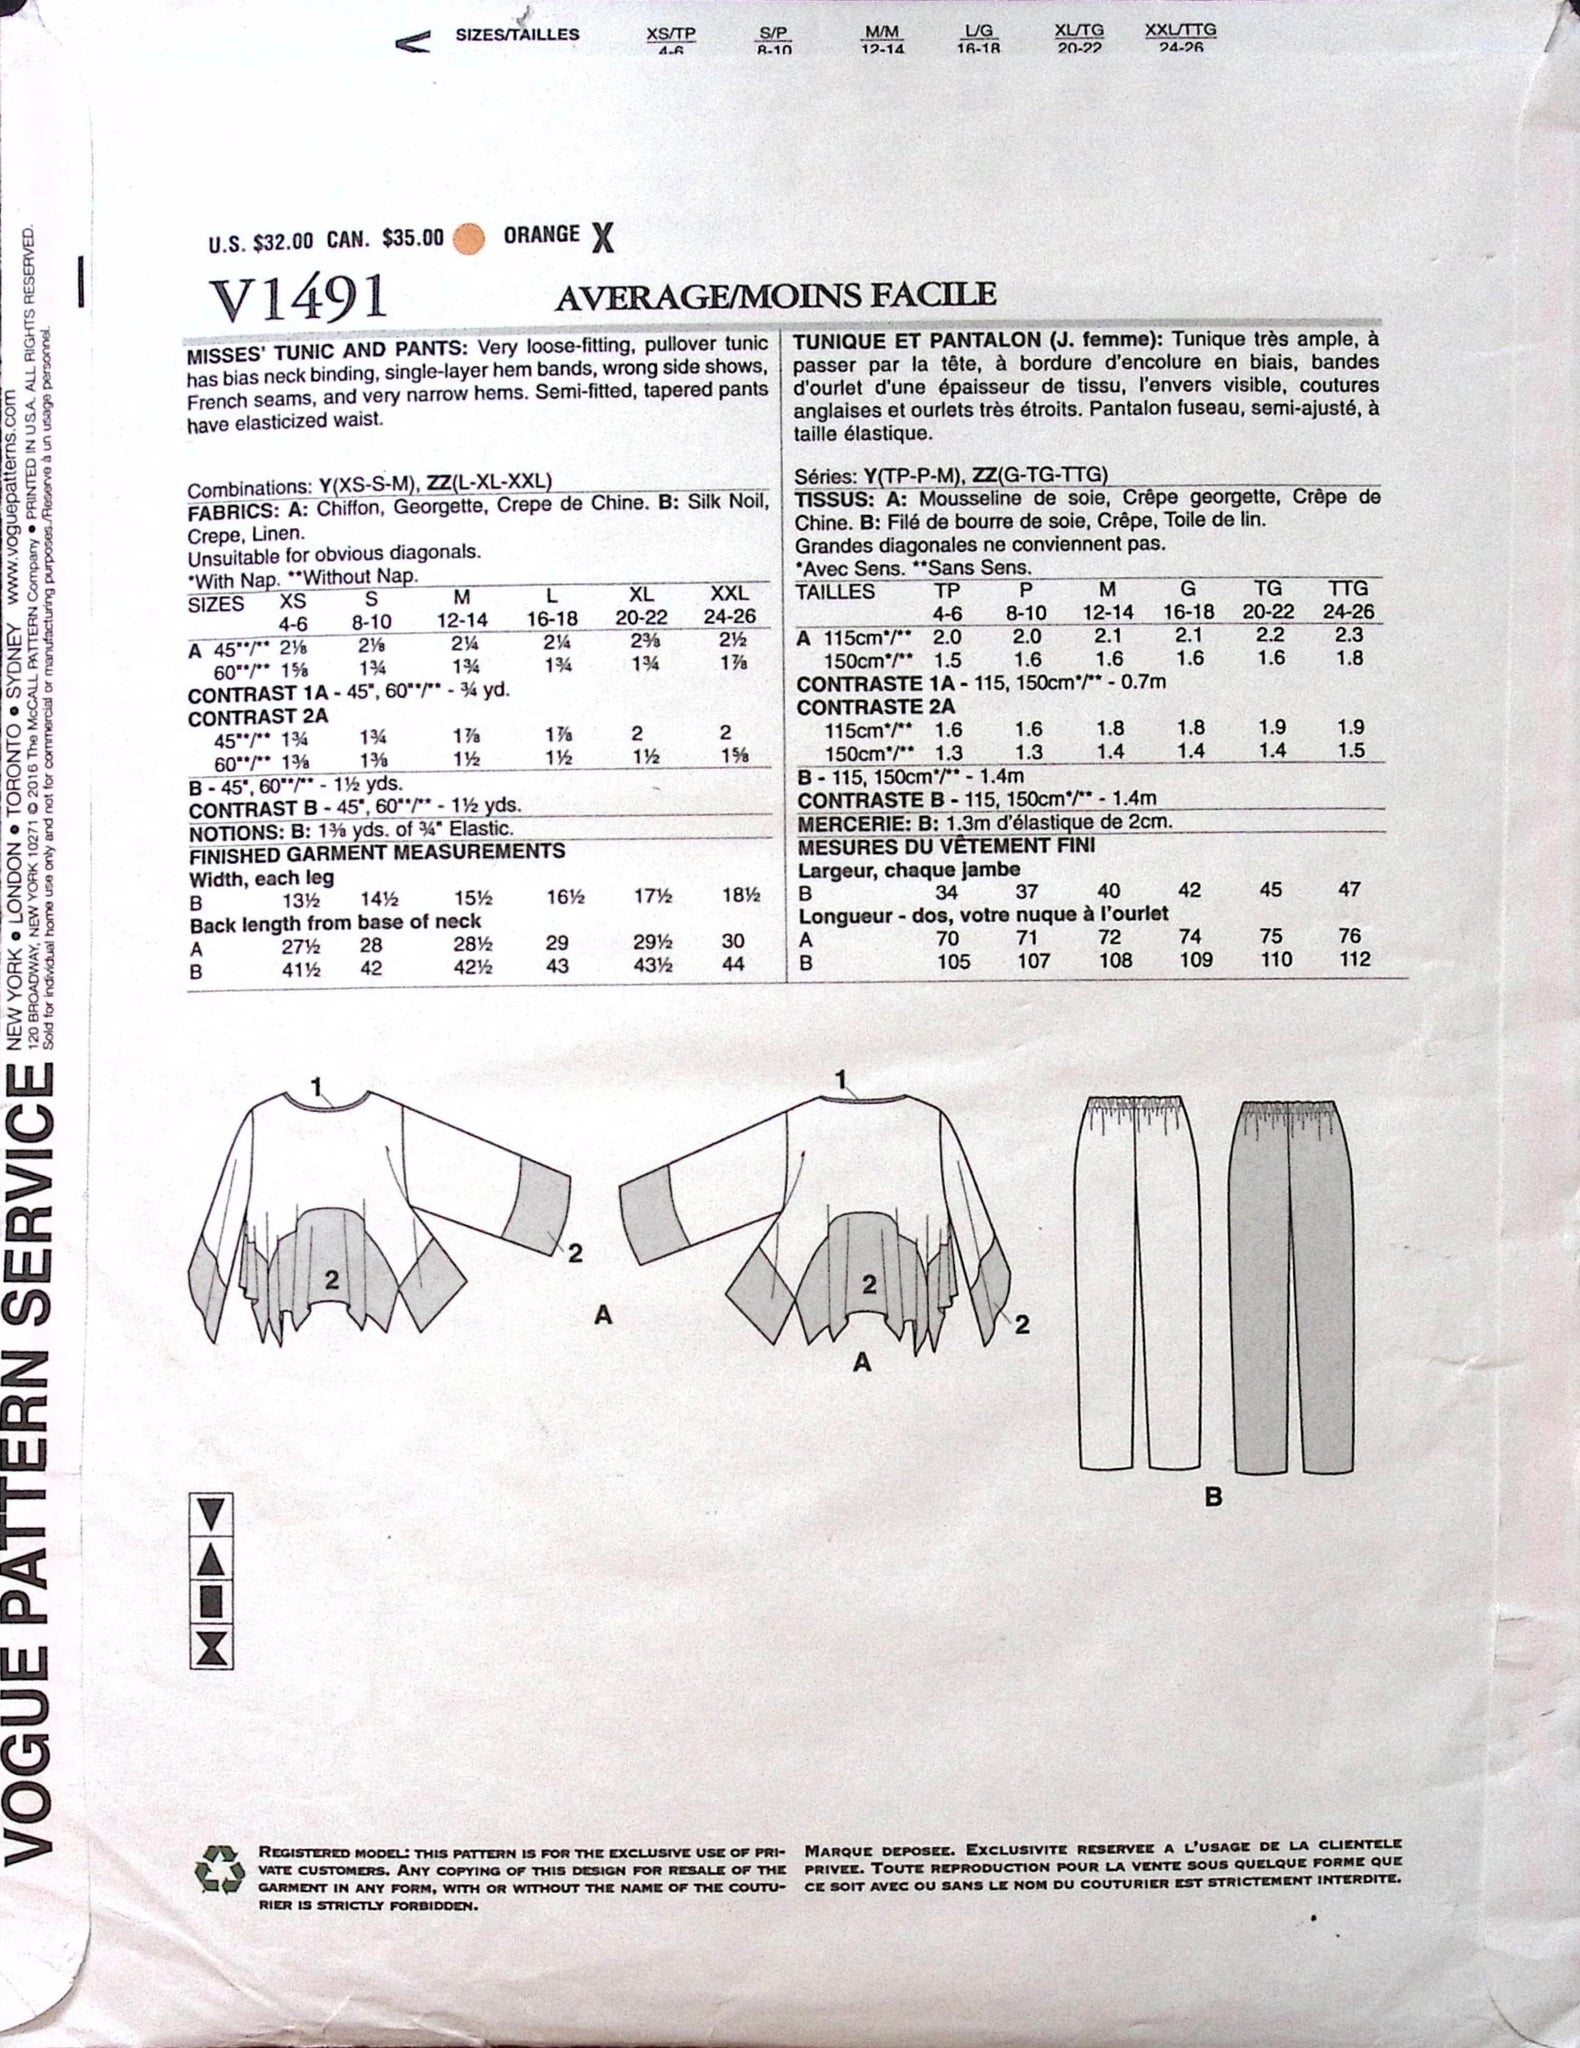 SIZES/TAILLES XS/TP S/P M/M L/G XL/TG XXL/TTG
4-6 8-10 12-14 16-18 20-22 24-26
U.S. $32.00 CAN. $35.00 ORANGE X
V1491 AVERAGE/MOINS FACILE
MISSES' TUNIC AND PANTS: Very loose-fitting, pullover tunic
has bias neck binding, single-layer hem bands, wrong side shows,
French seams, and very narrow hems. Semi-fitted, tapered pants
have elasticized waist.
Combinations: Y(XS-S-M), ZZ(L-XL-XXL)
FABRICS: A: Chiffon, Georgette, Crepe de Chine. B: Silk Noil,
Crepe, Linen.
Unsuitable for obvious diagonals.
*With Nap. **Without Nap.
SIZES XS S M L XL XXL
4-6 8-10 12-14 16-18 20-22 24-26
A 45"*/** 2⅛ 2⅛ 2¼ 2¼ 2⅜ 2½
60"*/** 1⅝ 1¾ 1¾ 1¾ 1¾ 1⅞
CONTRAST 1A - 45", 60"*/** - ¾ yd.
CONTRAST 2A
45"*/** 1¾ 1¾ 1⅞ 1⅞ 2 2
60"*/** 1⅜ 1⅜ 1½ 1½ 1½ 1⅝
B - 45", 60"*/** - 1½ yds.
CONTRAST B - 45", 60"*/** - 1½ yds.
NOTIONS: B: 1⅜ yds. of ¾" Elastic.
FINISHED GARMENT MEASUREMENTS
Width, each leg
B 13½ 14½ 15½ 16½ 17½ 18½
Back length from base of neck
A 27½ 28 28½ 29 29½ 30
B 41½ 42 42½ 43 43½ 44
TUNIQUE ET PANTALON (J. femme): Tunique très ample, à
passer par la tête, à bordure d'encolure en biais, bandes
d'ourlet d'une épaisseur de tissu, l'envers visible, coutures
anglaises et ourlets très étroits. Pantalon fuseau, semi-ajusté, à
taille élastique.
Séries: Y(TP-P-M), ZZ(G-TG-TTG)
TISSUS: A: Mousseline de soie, Crêpe georgette, Crêpe de
Chine. B: Filé de bourre de soie, Crêpe, Toile de lin.
Grandes diagonales ne conviennent pas.
*Avec Sens. **Sans Sens.
TAILLES TP P M G TG TTG
4-6 8-10 12-14 16-18 20-22 24-26
A 115cm*/** 2.0 2.0 2.1 2.1 2.2 2.3
150cm*/** 1.5 1.6 1.6 1.6 1.6 1.8
CONTRASTE 1A - 115, 150cm*/** - 0.7m
CONTRASTE 2A
115cm*/** 1.6 1.6 1.8 1.8 1.9 1.9
150cm*/** 1.3 1.3 1.4 1.4 1.4 1.5
B - 115, 150cm*/** - 1.4m
CONTRASTE B - 115, 150cm*/** - 1.4m
MERCERIE: B: 1.3m d'élastique de 2cm.
MESURES DU VÊTEMENT FINI
Largeur, chaque jambe
B 34 37 40 42 45 47
Longueur - dos, votre nuque à l'ourlet
A 70 71 72 74 75 76
B 105 107 108 109 110 112
1
2
2
A
1
2
2
A
B
REGISTERED MODEL: THIS PATTERN IS FOR THE EXCLUSIVE USE OF PRI-
VATE CUSTOMERS. ANY COPYING OF THIS DESIGN FOR RESALE OF THE
GARMENT IN ANY FORM, WITH OR WITHOUT THE NAME OF THE COUTU-
RIER IS STRICTLY FORBIDDEN.
MARQUE DEPOSEE. EXCLUSIVITE RESERVEE A L'USAGE DE LA CLIENTELE
PRIVEE. TOUTE REPRODUCTION POUR LA VENTE SOUS QUELQUE FORME QUE
CE SOIT AVEC OU SANS LE NOM DU COUTURIER EST STRICTEMENT INTERDITE.
VOGUE PATTERN SERVICE
NEW YORK • LONDON • TORONTO • SYDNEY www.voguepatterns.com
120 BROADWAY, NEW YORK 10271 © 2016 The McCALL PATTERN Company • PRINTED IN U.S.A. ALL RIGHTS RESERVED.
Sold for individual home use only and not for commercial or manufacturing purposes./Reserve à un usage personnel.